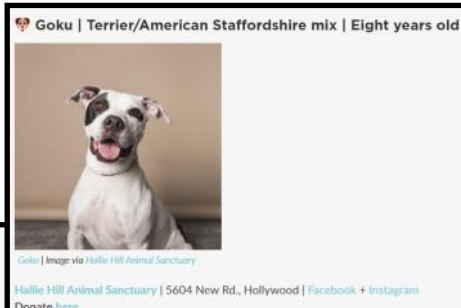 Goku | Terrier/American Staffordshire mix | Eight years old
Goku | Image via Hallie Hill Animal Sanctuary
Hallie Hill Animal Sanctuary | 5604 New Rd., Hollywood | Facebook + Instagram
Donate here